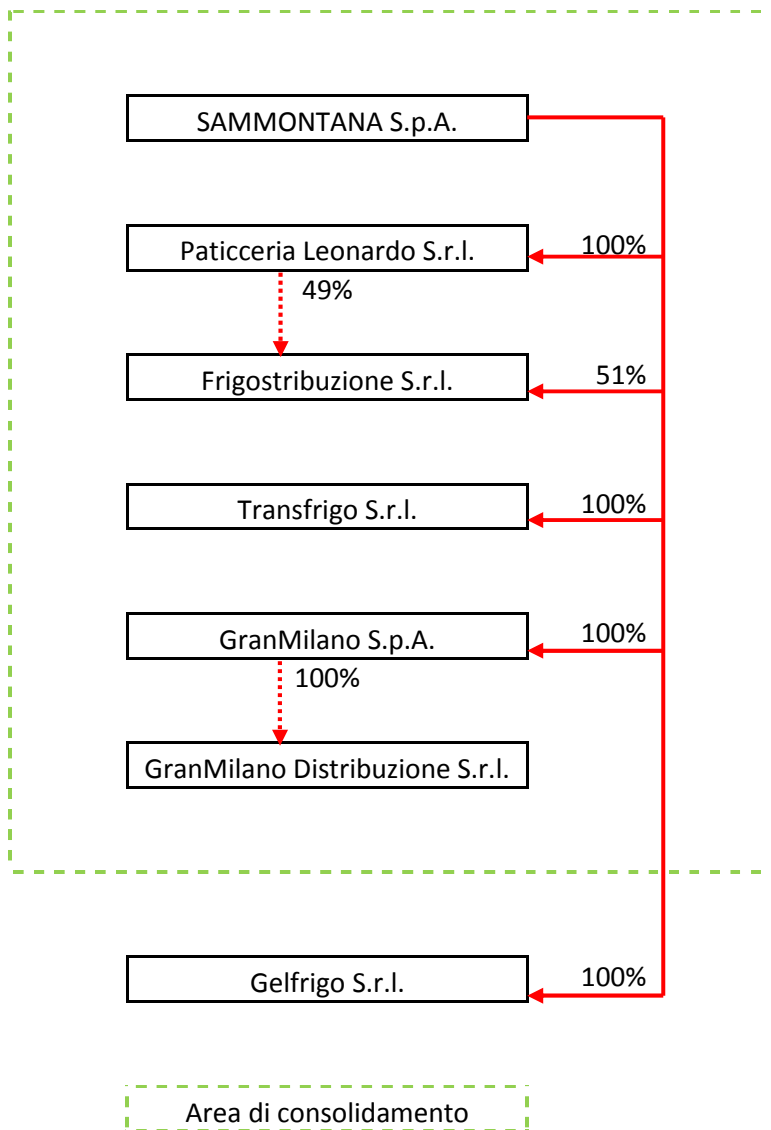 SAMMONTANA S.p.A.
Paticceria Leonardo S.r.l.
100%
49%
Frigostribuzione S.r.l.
51%
Transfrigo S.r.l.
100%
GranMilano S.p.A.
100%
100%
GranMilano Distribuzione S.r.l.
Gelfrigo S.r.l.
100%
Area di consolidamento